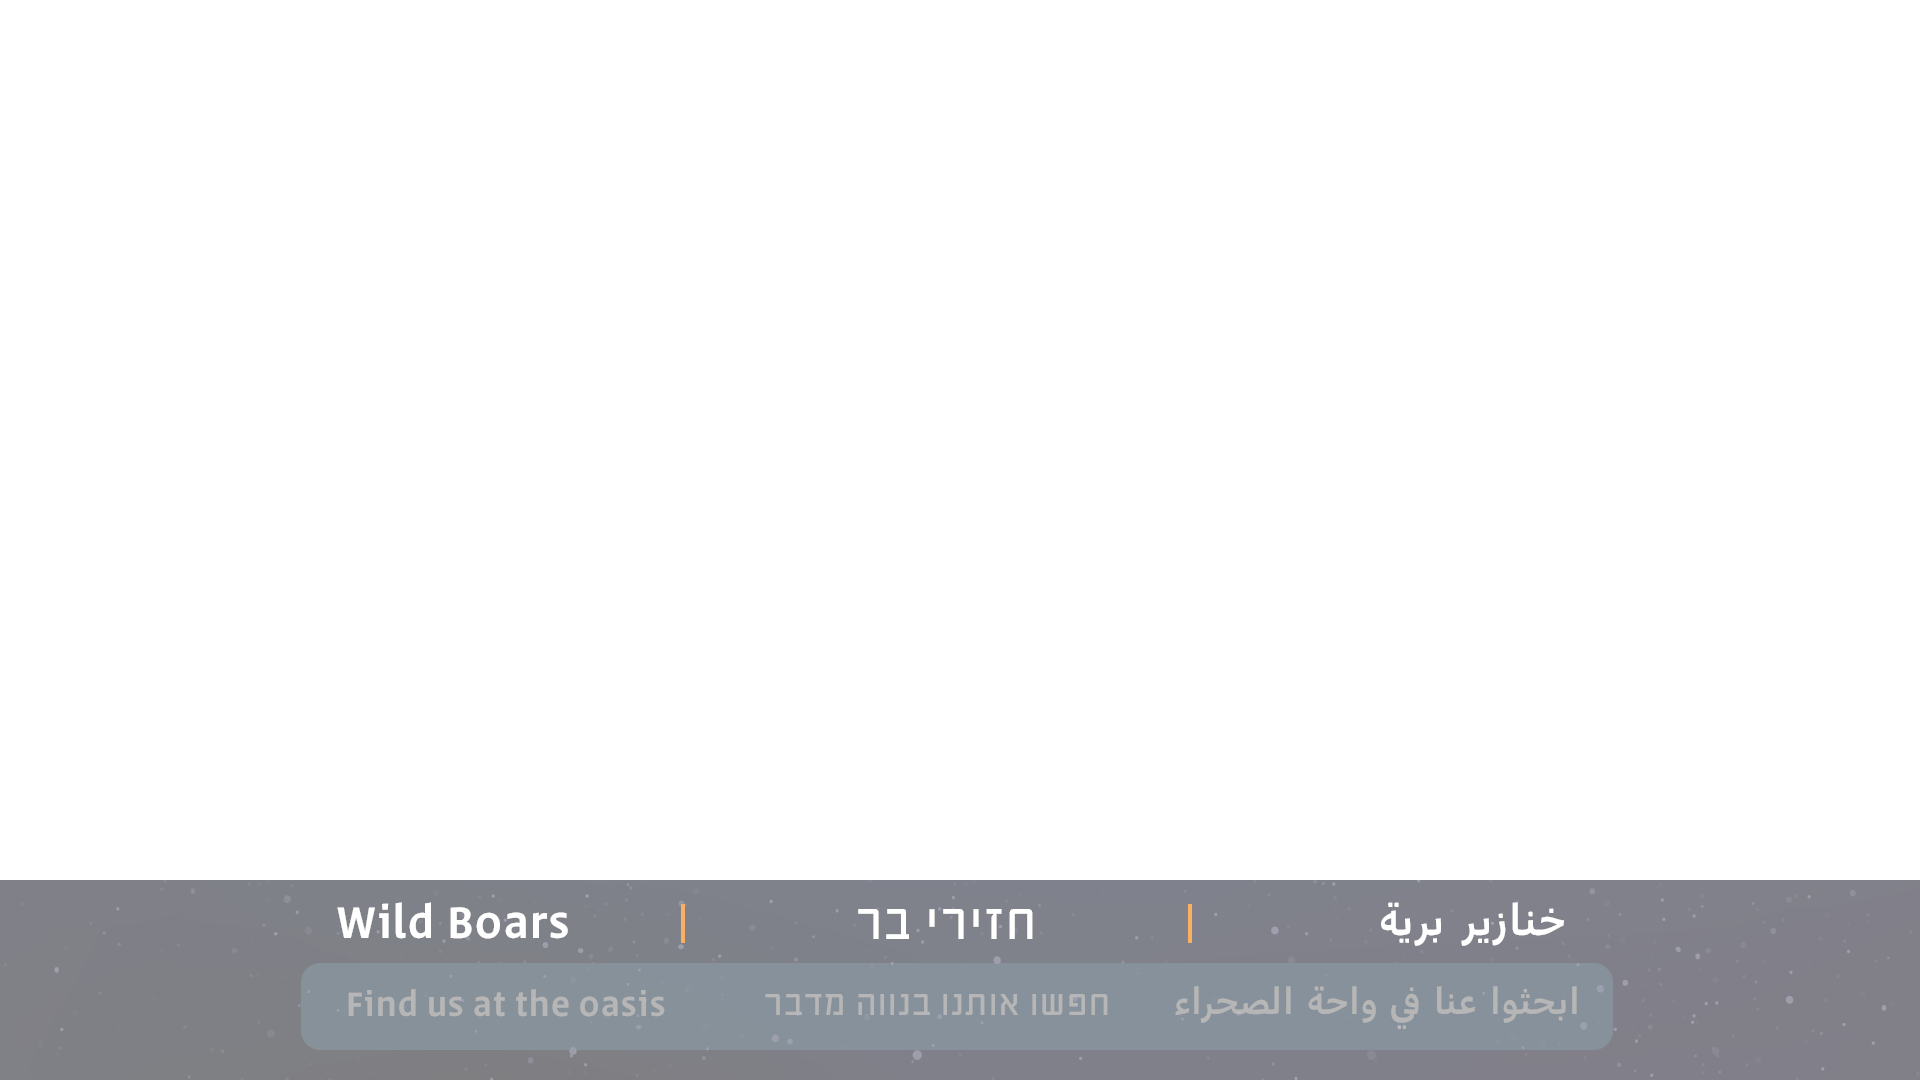 Wild Boars | חזירי בר | خنازير برية
Find us at the oasis חפשו אותנו בנווה מדבר ابحثوا عنا في واحة الصحراء